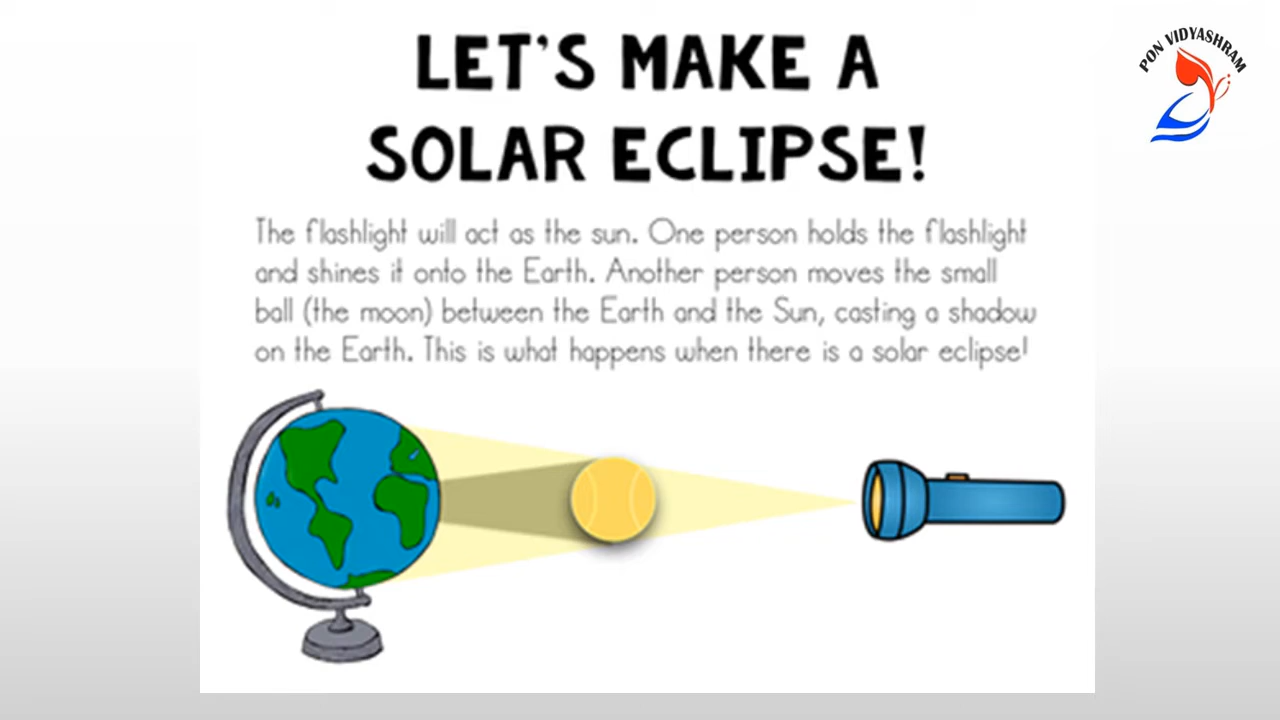 LET'S MAKE A
SOLAR ECLIPSE!
The flashlight will act as the sun. One person holds the flashlight
and shines it onto the Earth. Another person moves the small
ball (the moon) between the Earth and the Sun, casting a shadow
on the Earth. This is what happens when there is a solar eclipse!
PON VIDYASHRAM